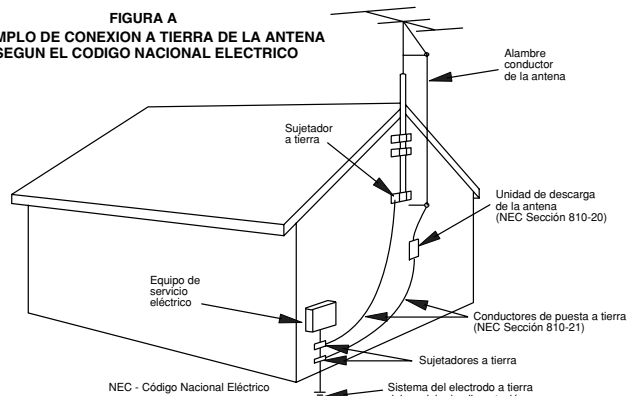 FIGURA A
MPLO DE CONEXION A TIERRA DE LA ANTENA
SEGUN EL CODIGO NACIONAL ELECTRICO
Alambre
conductor
de la antena
Sujetador
a tierra
Unidad de descarga
de la antena
(NEC Sección 810-20)
Equipo de
servicio
eléctrico
Conductores de puesta a tierra
(NEC Sección 810-21)
Sujetadores a tierra
NEC - Código Nacional Eléctrico
Sistema del electrodo a tierra